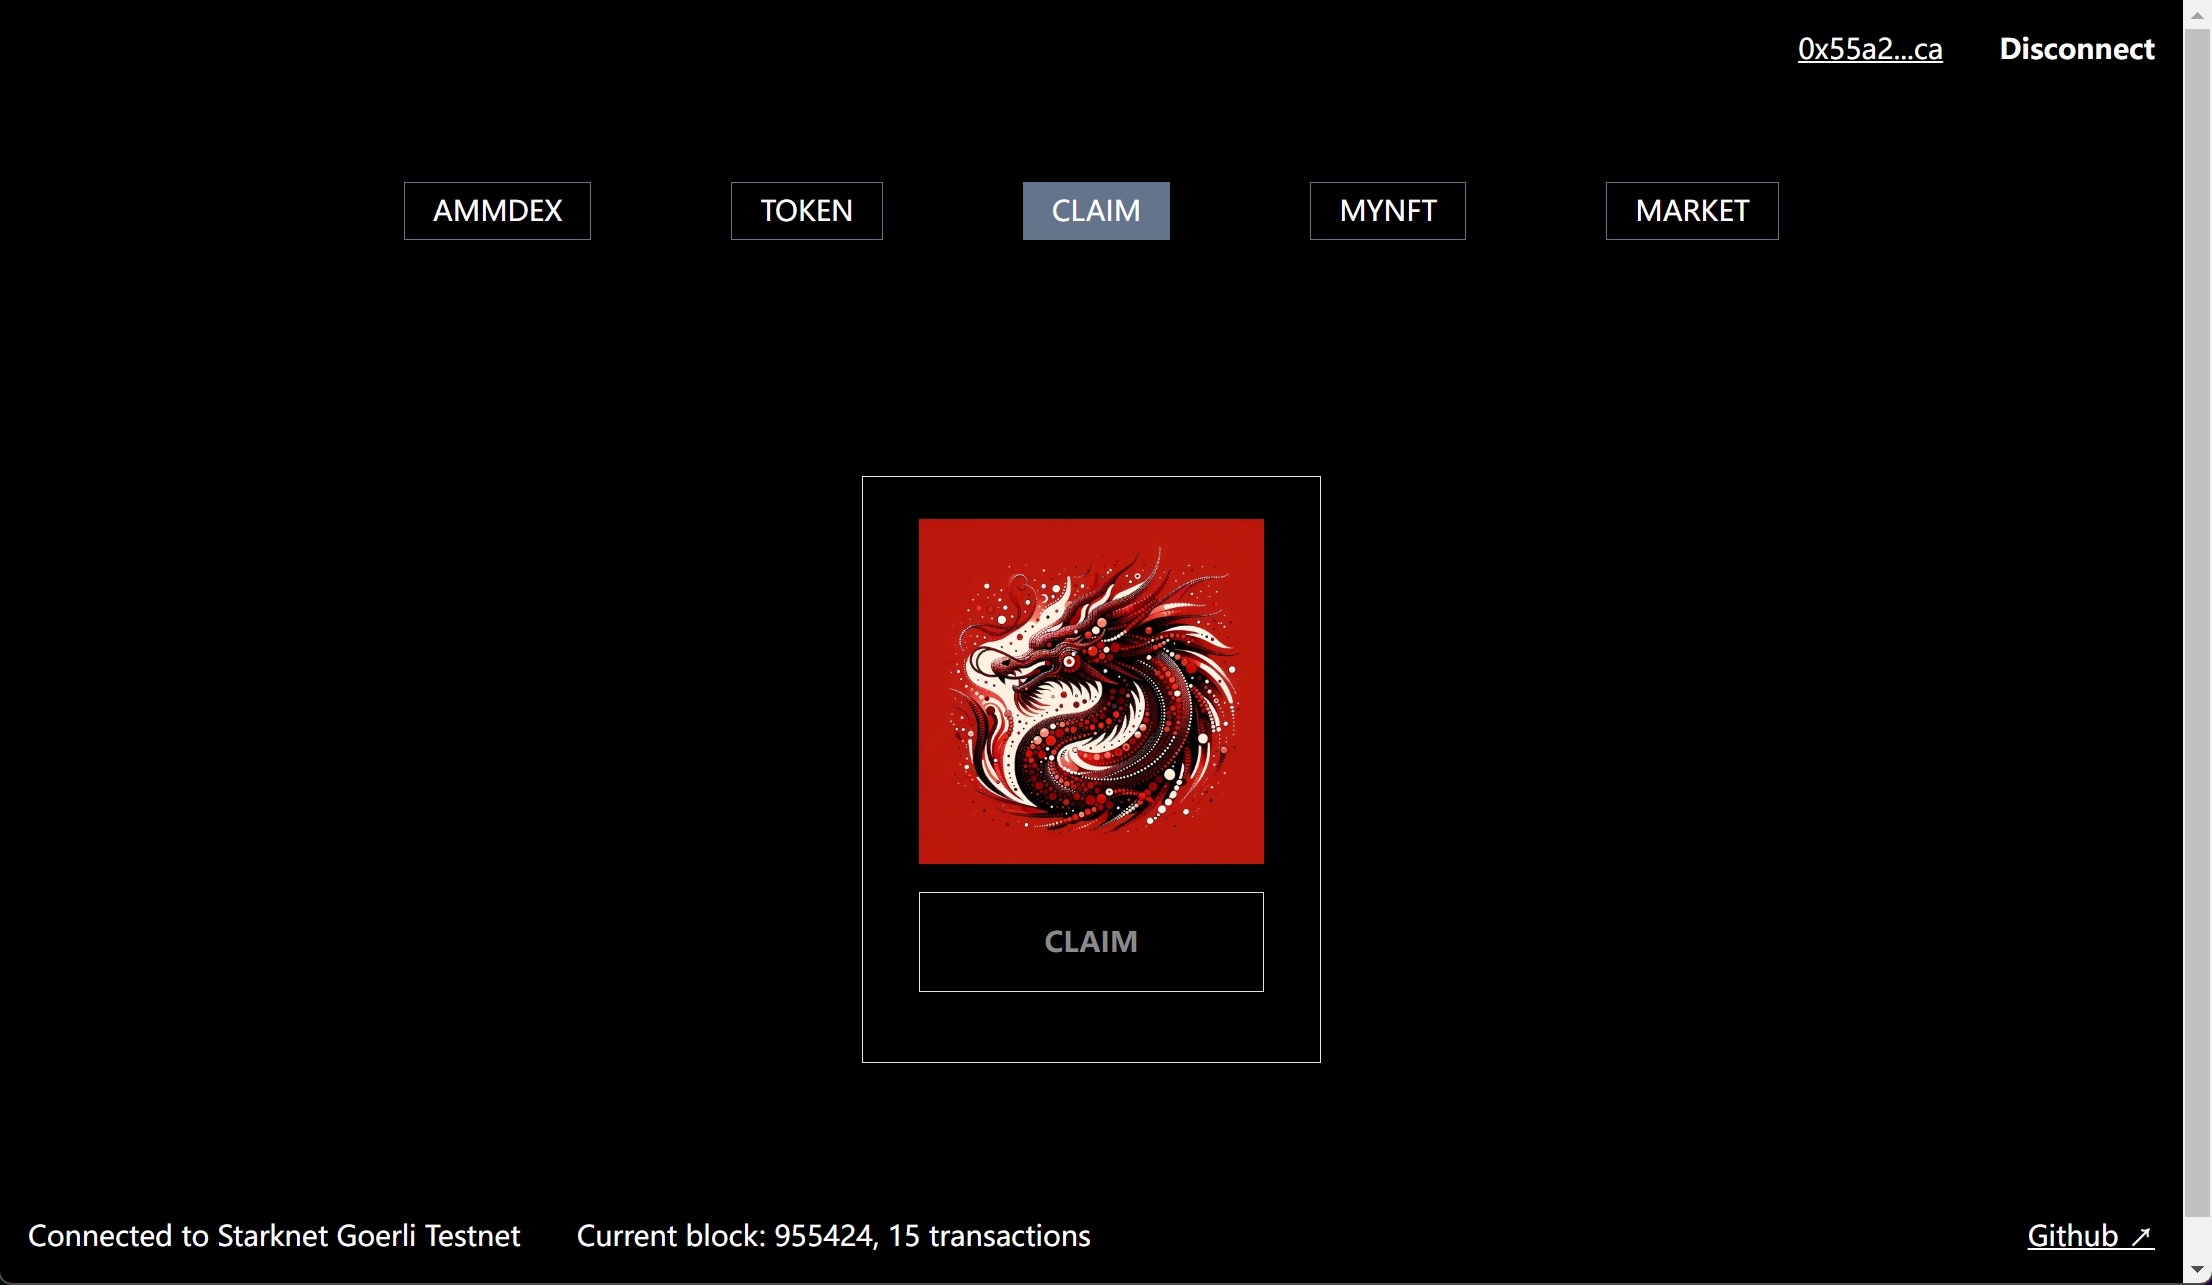 0x55a2...ca Disconnect
AMMDEX TOKEN CLAIM MYNFT MARKET
CLAIM
Connected to Starknet Goerli Testnet Current block: 955424, 15 transactions Github ↗